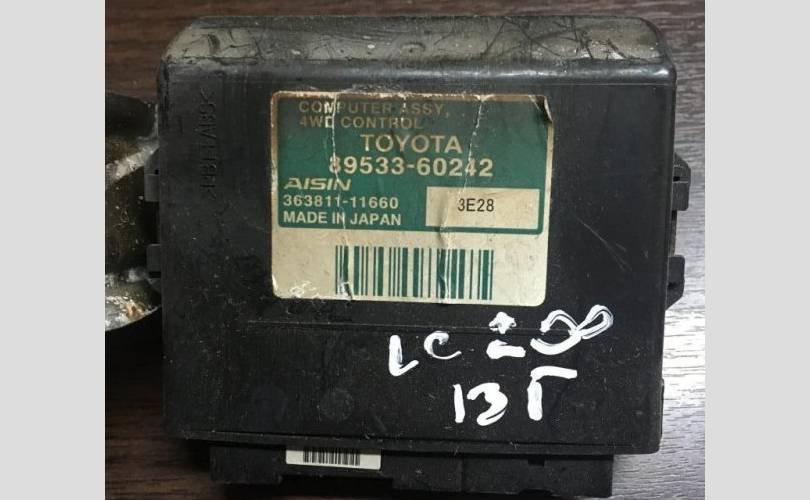 COMPUTER ASSY,
4WD CONTROL
TOYOTA
89533-60242
AISIN
363811-11660
3E28
MADE IN JAPAN
LC 200
13г